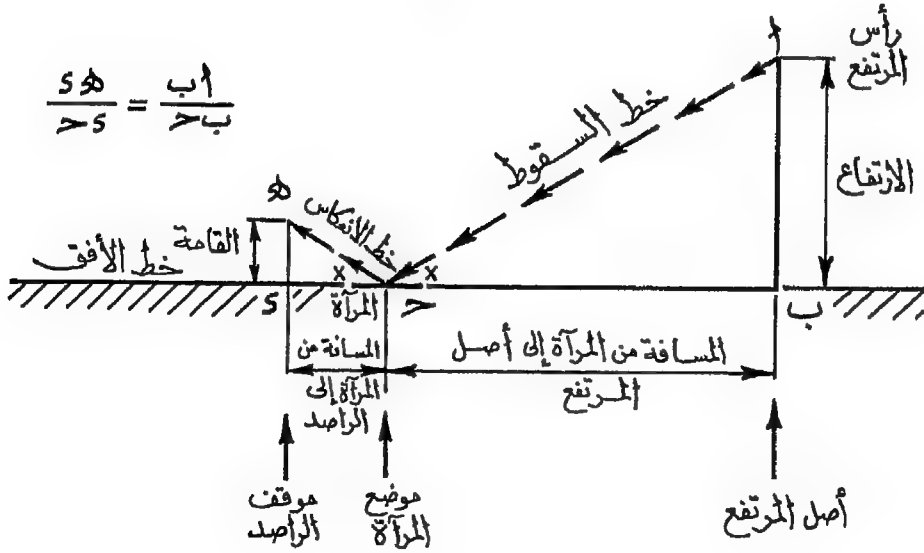 رأس
المرتفع
أ
خط السقوط
الارتفاع
اب / ب حـ = هـ د / د حـ
هـ
خط الانعكاس
القامة
خط الأفق
د
x
المرآة
x
حـ
ب
المسافة من المرآة إلى أصل
المرتفع
المسافة من
المرآة إلى
الراصد
أصل المرتفع
موضع
المرآة
موقف
الراصد